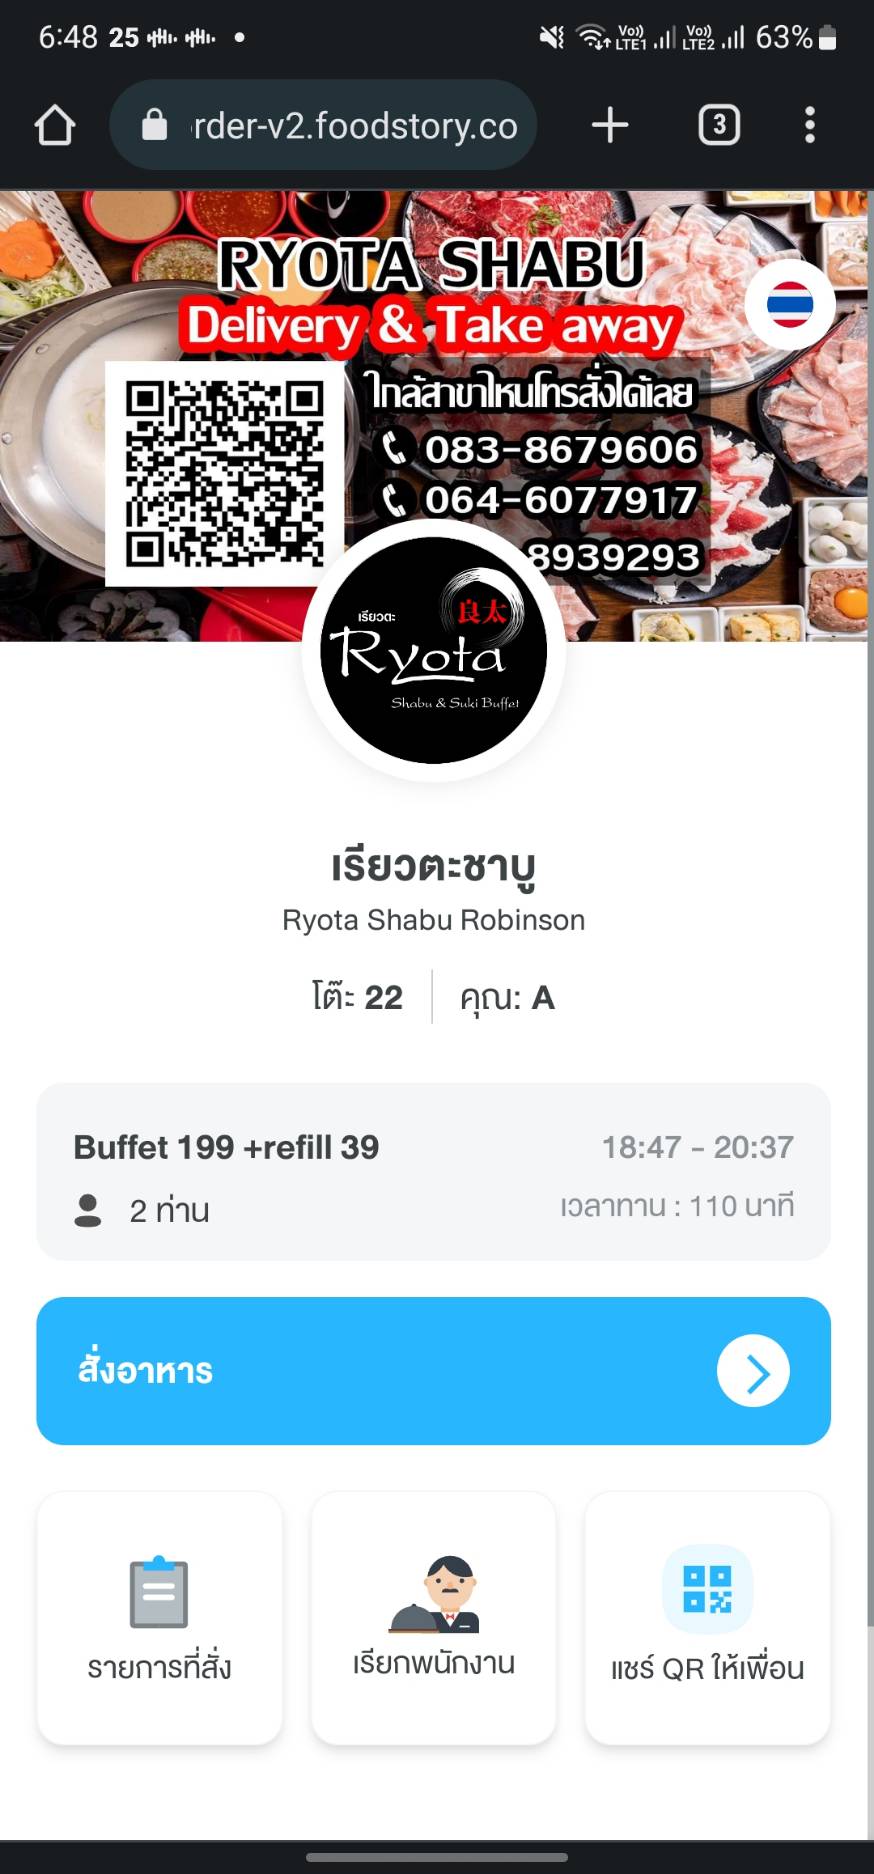 6:48 25
Vo)) LTE1 Vo)) LTE2 63%
rder-v2.foodstory.co
3
RYOTA SHABU
Delivery & Take away
ใกล้สาขาไหนโทรสั่งได้เลย
083-8679606
064-6077917
8939293
เรียวตะ
良太
Ryota
Shabu & Suki Buffet
เรียวตะชาบู
Ryota Shabu Robinson
โต๊ะ: 22 คุณ: A
Buffet 199 +refill 39 18:47 - 20:37
2 ท่าน เวลาทาน : 110 นาที
สั่งอาหาร
รายการที่สั่ง เรียกพนักงาน แชร์ QR ให้เพื่อน